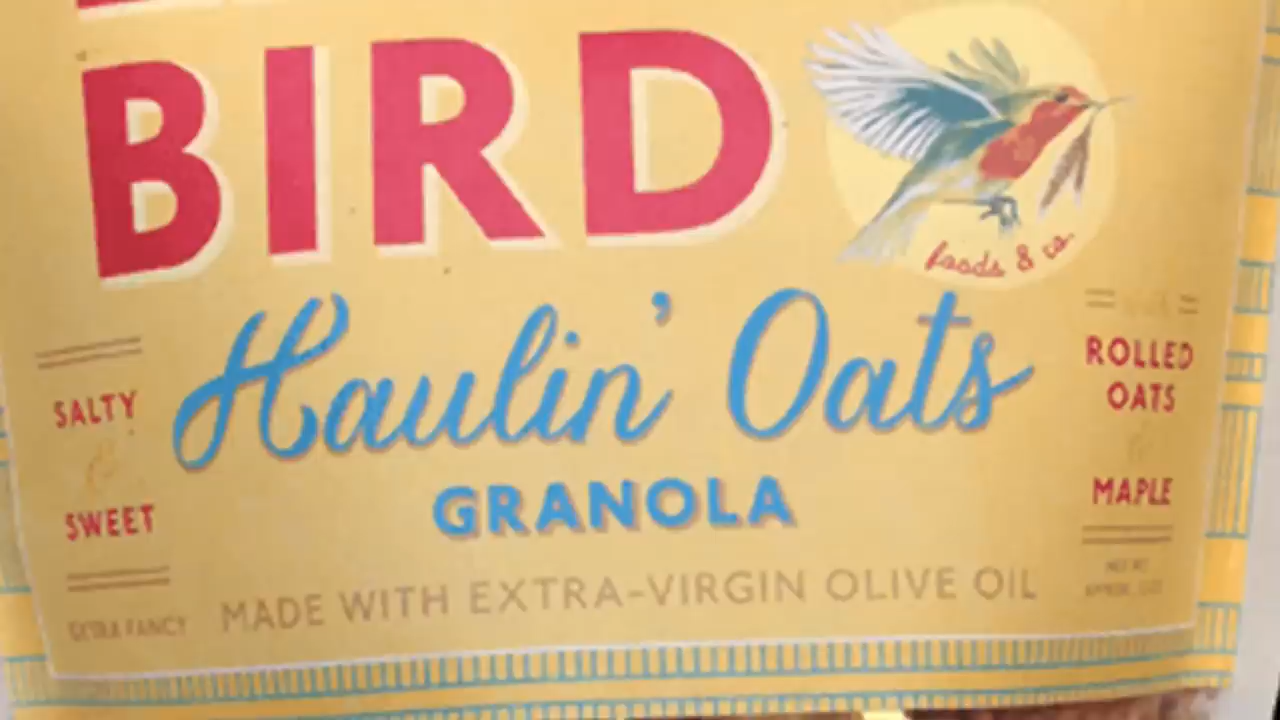 BIRD
foods & co.
Haulin' Oats
GRANOLA
MADE WITH EXTRA-VIRGIN OLIVE OIL
SALTY
&
SWEET
EXTRA FANCY
ROLLED
OATS
&
MAPLE